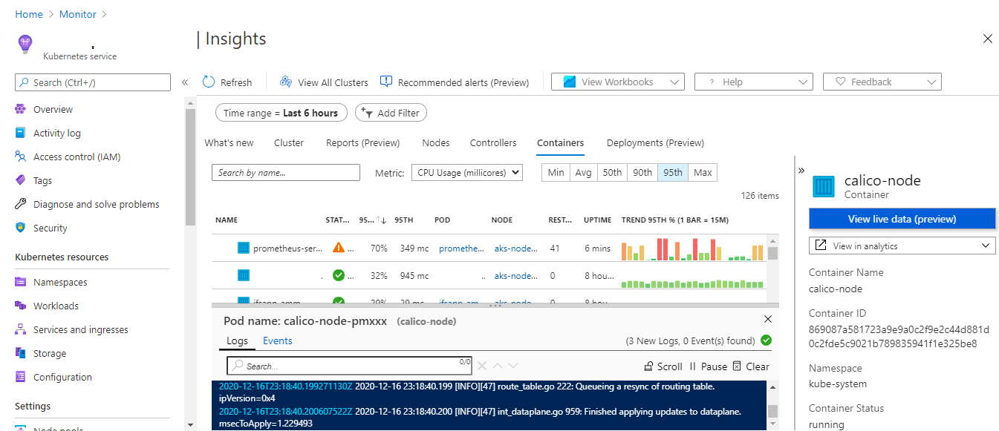 Home > Monitor >
Kubernetes service
Insights
Search (Ctrl+/)
Overview
Activity log
Access control (IAM)
Tags
Diagnose and solve problems
Security
Kubernetes resources
Namespaces
Workloads
Services and ingresses
Storage
Configuration
Settings
Node pools
Refresh
View All Clusters
Recommended alerts (Preview)
View Workbooks
? Help
Feedback
Time range = Last 6 hours
Add Filter
What's new
Cluster
Reports (Preview)
Nodes
Controllers
Containers
Deployments (Preview)
Search by name...
Metric:
CPU Usage (millicores)
Min Avg 50th 90th 95th Max
126 items
NAME STAT... 95... 95TH POD NODE REST... UPTIME TREND 95TH % (1 BAR = 15M)
prometheus-ser... ... 70% 349 mc promethe... aks-node... 41 6 mins
. ... 32% 945 mc .. aks-node... 0 8 hou...
29 mc aks-node... 0 8 hou...
Pod name: calico-node-pmxxx (calico-node)
Logs Events
(3 New Logs, 0 Event(s) found)
Search...
0/0
Scroll
Pause
Clear
2020-12-16T23:18:40.199271130Z 2020-12-16 23:18:40.199 [INFO][47] route_table.go 222: Queueing a resync of routing table.
ipVersion=0x4
2020-12-16T23:18:40.200607522Z 2020-12-16 23:18:40.200 [INFO][47] int_dataplane.go 959: Finished applying updates to dataplane.
msecToApply=1.229493
calico-node
Container
View live data (preview)
View in analytics
Container Name
calico-node
Container ID
869087a581723a9e9a0c2f9e2c44d881d
0c2fde5c9021b789835941f1e325be8
Namespace
kube-system
Container Status
running